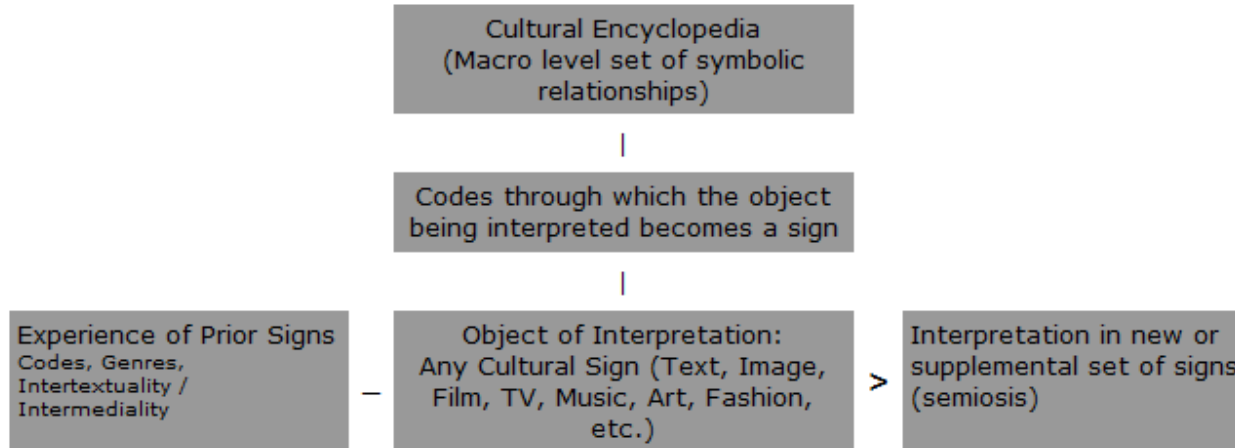 Cultural Encyclopedia
(Macro level set of symbolic
relationships)
|
Codes through which the object
being interpreted becomes a sign
|
Experience of Prior Signs
Codes, Genres,
Intertextuality /
Intermediality
–
Object of Interpretation:
Any Cultural Sign (Text, Image,
Film, TV, Music, Art, Fashion,
etc.)
>
Interpretation in new or
supplemental set of signs
(semiosis)